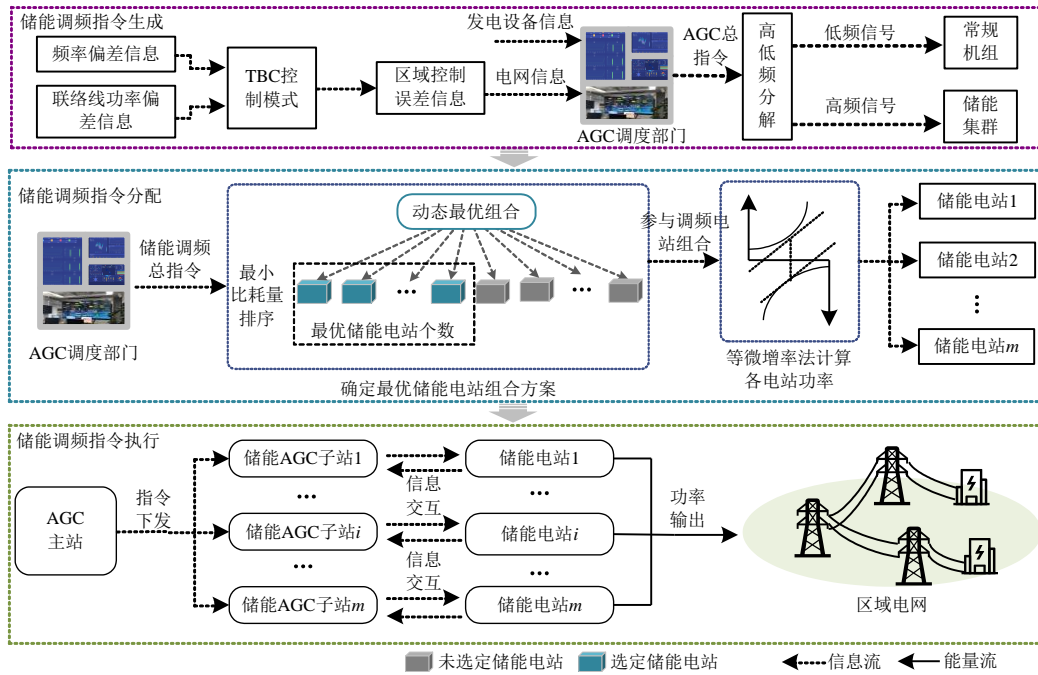 储能调频指令生成
频率偏差信息
联络线功率偏
差信息
TBC控
制模式
区域控制
误差信息
发电设备信息
电网信息
AGC调度部门
AGC总
指令
高
低
频
分
解
低频信号
高频信号
常规
机组
储能
集群
储能调频指令分配
AGC调度部门
储能调频
总指令
动态最优组合
最小
比耗量
排序
...
...
最优储能电站个数
确定最优储能电站组合方案
参与调频电
站组合
等微增率法计算
各电站功率
储能电站1
储能电站2
...
储能电站m
储能调频指令执行
AGC
主站
指令
下发
储能AGC子站1
...
储能AGC子站i
...
储能AGC子站m
信息
交互
信息
交互
储能电站1
...
储能电站i
...
储能电站m
功率
输出
区域电网
未选定储能电站
选定储能电站
信息流
能量流